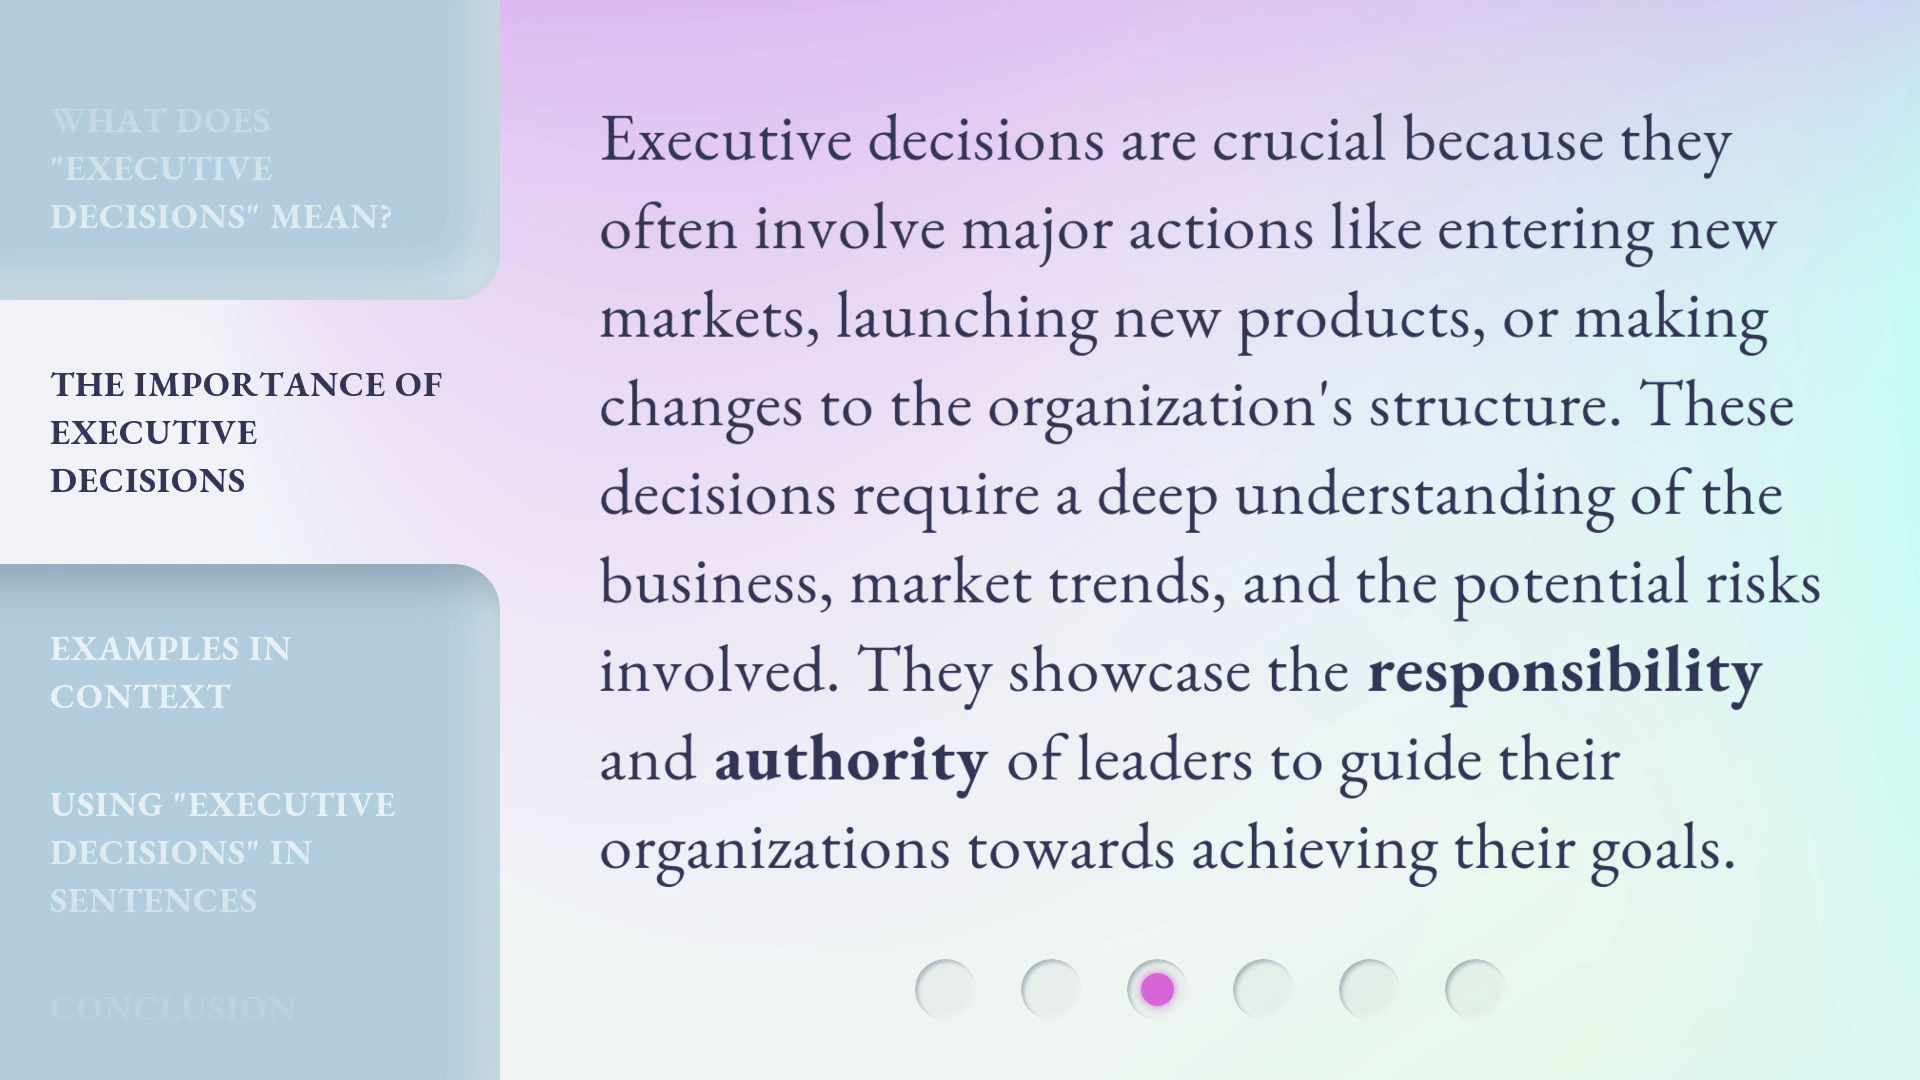 WHAT DOES
"EXECUTIVE
DECISIONS" MEAN?
THE IMPORTANCE OF
EXECUTIVE
DECISIONS
EXAMPLES IN
CONTEXT
USING "EXECUTIVE
DECISIONS" IN
SENTENCES
CONCLUSION
Executive decisions are crucial because they
often involve major actions like entering new
markets, launching new products, or making
changes to the organization's structure. These
decisions require a deep understanding of the
business, market trends, and the potential risks
involved. They showcase the responsibility
and authority of leaders to guide their
organizations towards achieving their goals.